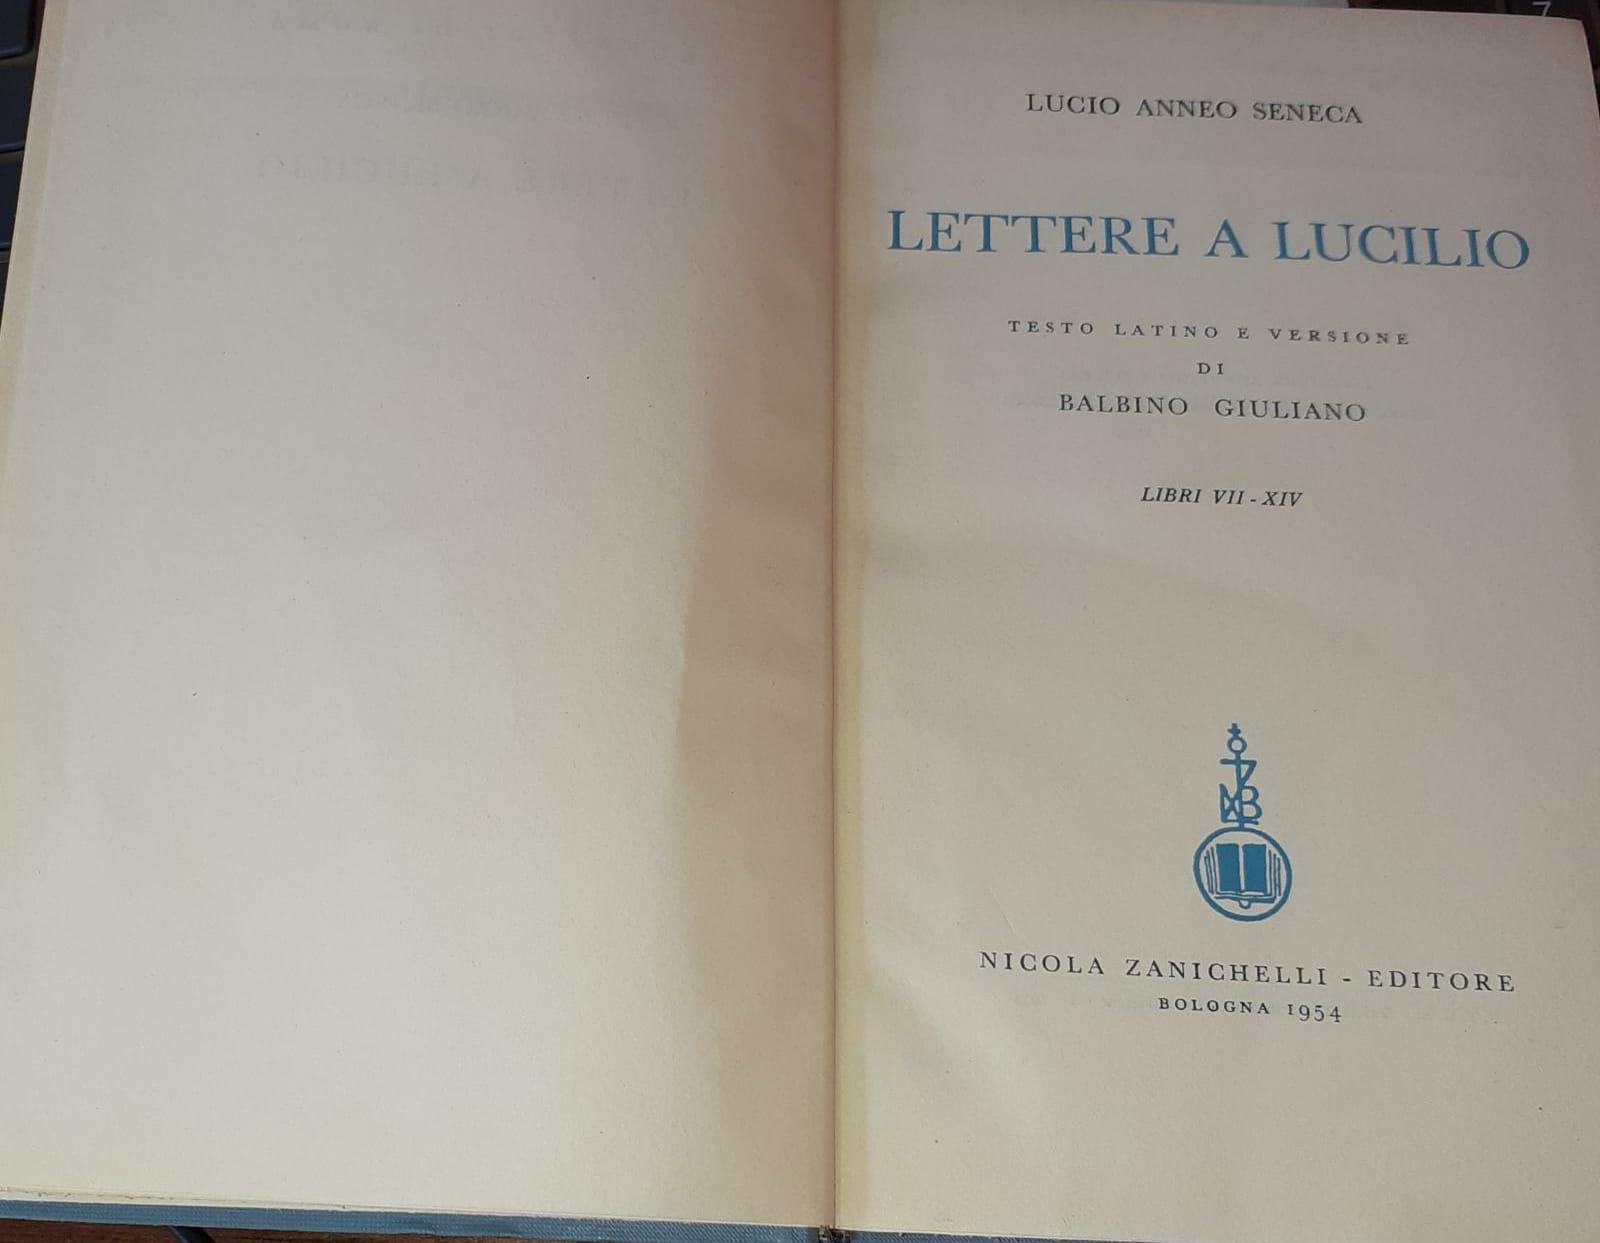 LUCIO ANNEO SENECA
LETTERE A LUCILIO
TESTO LATINO E VERSIONE
DI
BALBINO GIULIANO
LIBRI VII - XIV
NICOLA ZANICHELLI - EDITORE
BOLOGNA 1954